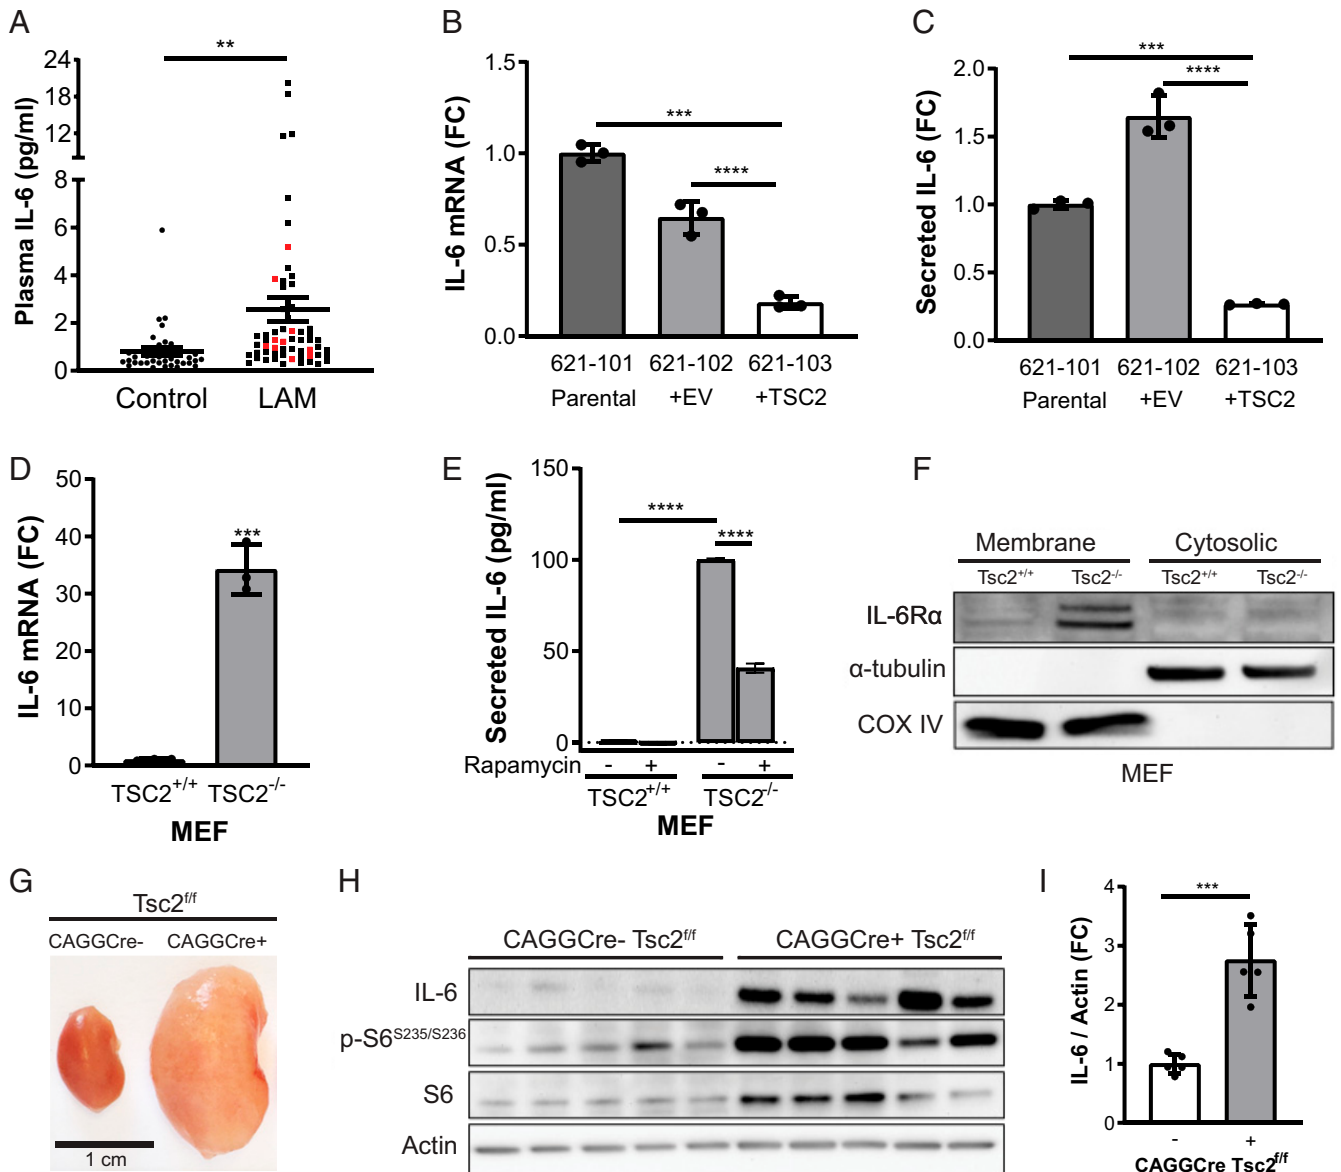 A
24
18
12
8
6
4
2
0
Plasma IL-6 (pg/ml)
**
Control LAM
B
1.5
1.0
0.5
0.0
IL-6 mRNA (FC)
***
****
621-101 621-102 621-103
Parental +EV +TSC2
C
2.0
1.5
1.0
0.5
0.0
Secreted IL-6 (FC)
***
****
621-101 621-102 621-103
Parental +EV +TSC2
D
50
40
30
20
10
0
IL-6 mRNA (FC)
***
TSC2+/+ TSC2-/-
MEF
E
150
100
50
0
Secreted IL-6 (pg/ml)
****
****
Rapamycin - + - +
TSC2+/+ TSC2-/-
MEF
F
Membrane Cytosolic
Tsc2+/+ Tsc2-/- Tsc2+/+ Tsc2-/-
IL-6Rα
α-tubulin
COX IV
MEF
G
Tsc2f/f
CAGGCre- CAGGCre+
1 cm
H
CAGGCre- Tsc2f/f CAGGCre+ Tsc2f/f
IL-6
p-S6S235/S236
S6
Actin
I
4
3
2
1
0
IL-6 / Actin (FC)
***
- +
CAGGCre Tsc2f/f